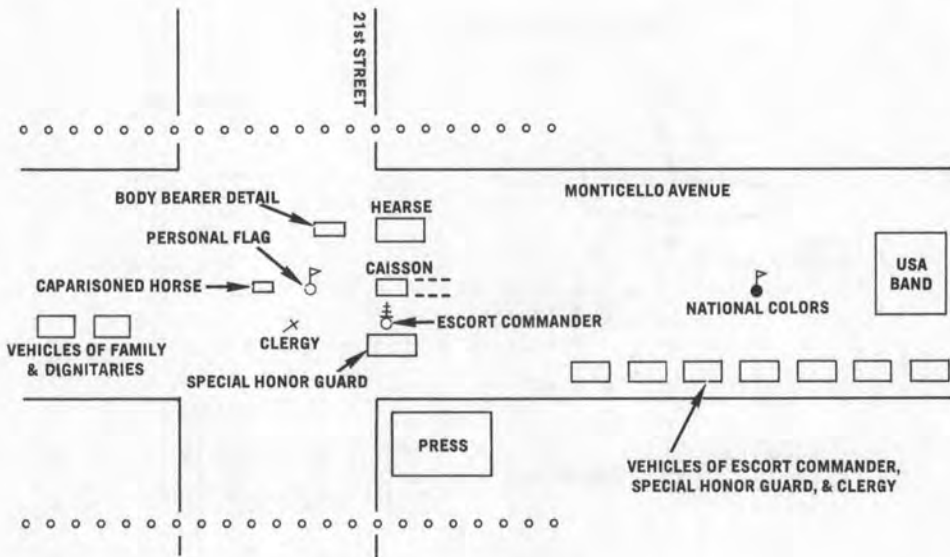 21st STREET
MONTICELLO AVENUE
BODY BEARER DETAIL
HEARSE
PERSONAL FLAG
CAISSON
USA
BAND
CAPARISONED HORSE
NATIONAL COLORS
ESCORT COMMANDER
CLERGY
VEHICLES OF FAMILY
& DIGNITARIES
SPECIAL HONOR GUARD
PRESS
VEHICLES OF ESCORT COMMANDER,
SPECIAL HONOR GUARD, & CLERGY